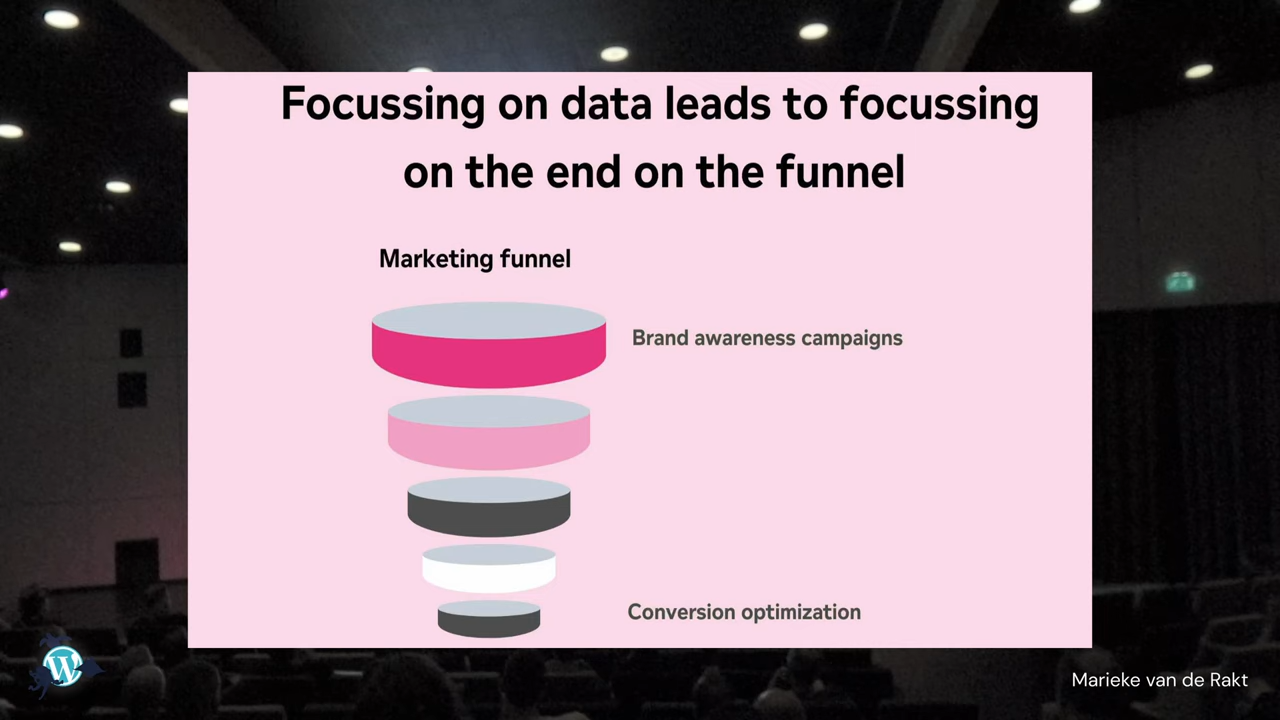 Focussing on data leads to focussing
on the end on the funnel
Marketing funnel
Brand awareness campaigns
Conversion optimization
W
Marieke van de Rakt